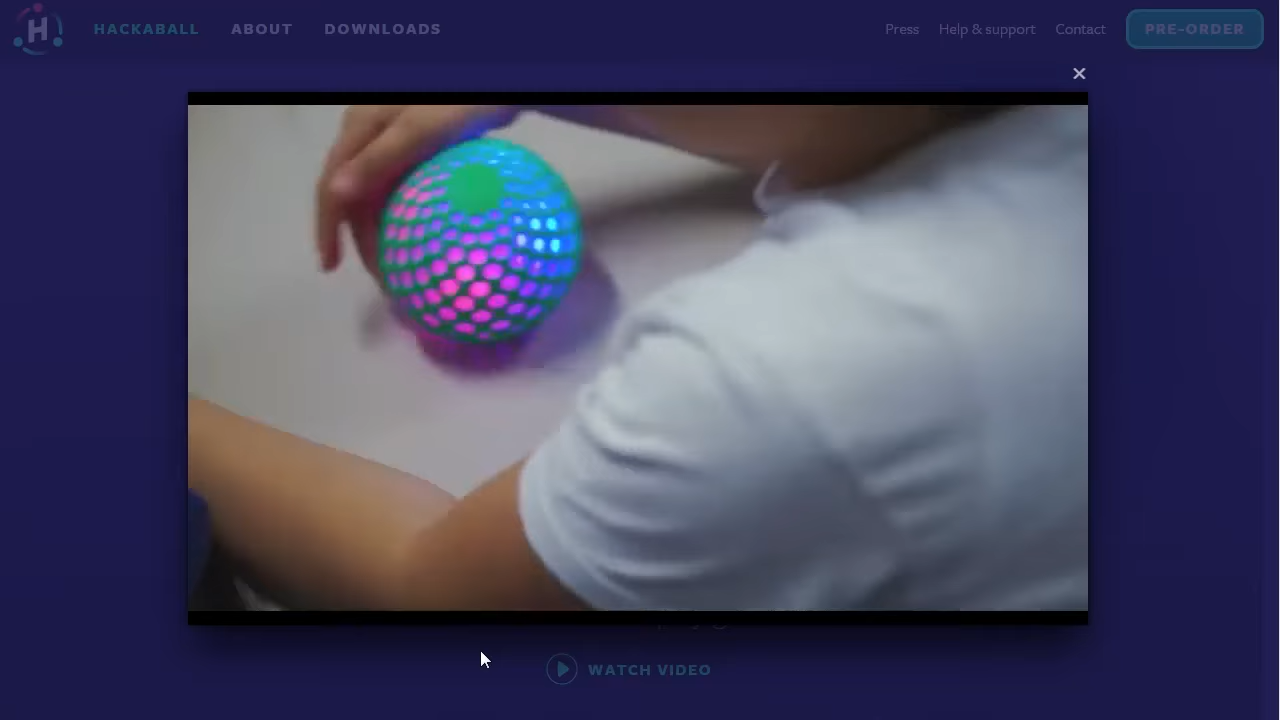 H
HACKABALL ABOUT DOWNLOADS Press Help & support Contact PRE-ORDER
WATCH VIDEO